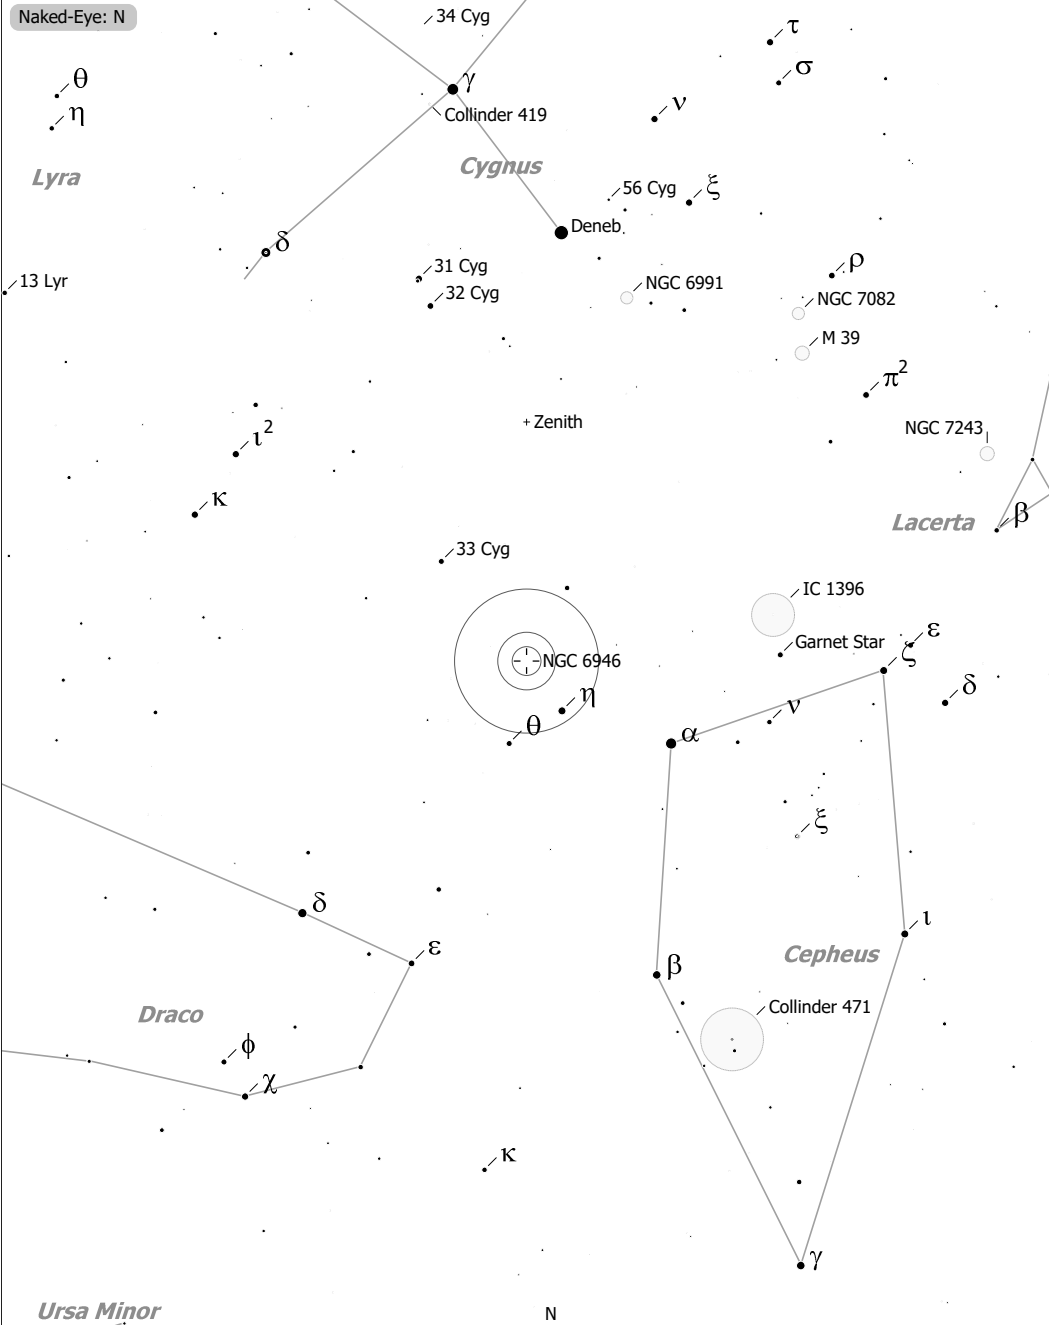 Naked-Eye: N
34 Cyg
τ
σ
θ
γ
η
ν
Collinder 419
Lyra
Cygnus
56 Cyg
ξ
Deneb
δ
31 Cyg
ρ
13 Lyr
NGC 6991
32 Cyg
NGC 7082
M 39
π2
Zenith
NGC 7243
ι2
κ
β
Lacerta
33 Cyg
IC 1396
ε
Garnet Star
ζ
NGC 6946
η
δ
ν
θ
α
ξ
δ
ι
ε
Cepheus
β
Collinder 471
Draco
φ
χ
κ
γ
Ursa Minor
N